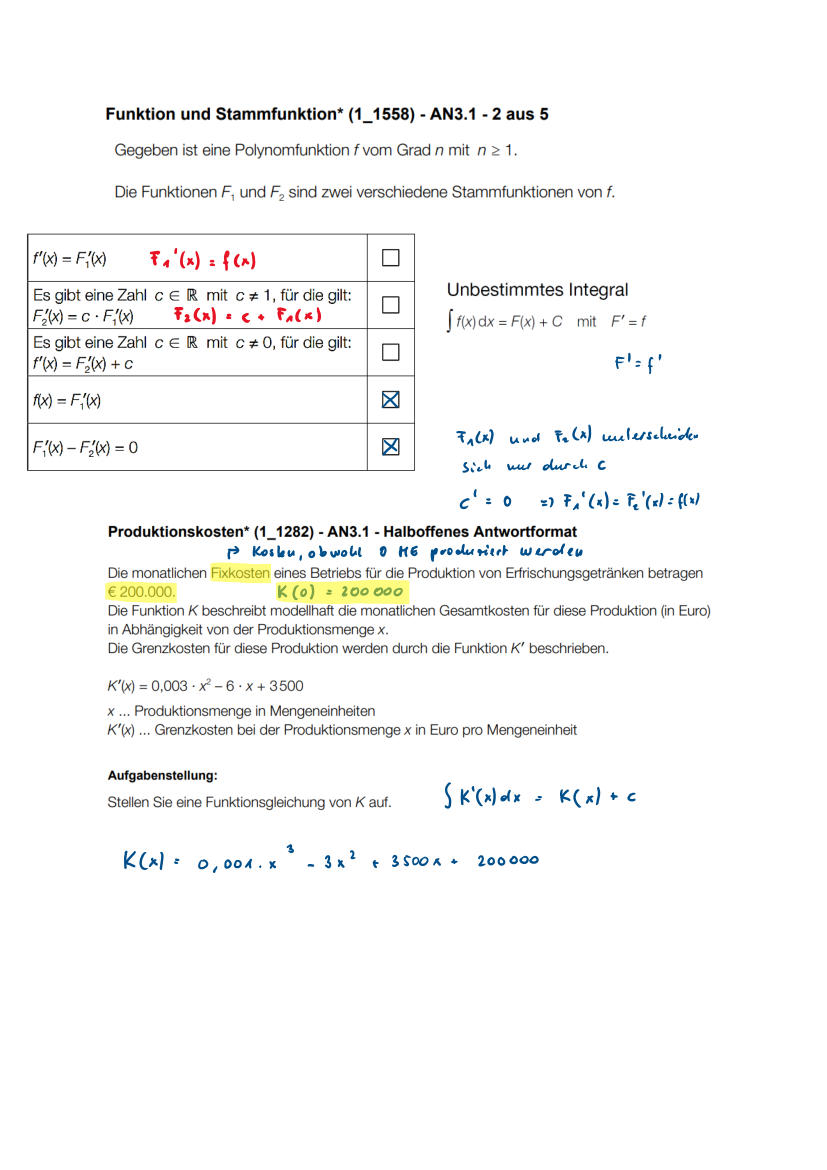 Funktion und Stammfunktion* (1_1558) - AN3.1 - 2 aus 5
Gegeben ist eine Polynomfunktion f vom Grad n mit n ≥ 1.
Die Funktionen F₁ und F₂ sind zwei verschiedene Stammfunktionen von f.
f′(x) = F₁′(x) F₁'(x) = f(x)
Es gibt eine Zahl c ∈ ℝ mit c ≠ 1, für die gilt:
F₂′(x) = c · F₁′(x) F₂(x) = c + F₁(x)
Es gibt eine Zahl c ∈ ℝ mit c ≠ 0, für die gilt:
f′(x) = F₂′(x) + c
f(x) = F₁′(x)
F₁′(x) – F₂′(x) = 0
Unbestimmtes Integral
∫ f(x) dx = F(x) + C mit F′ = f
F' = f'
F₁(x) und F₂(x) unterscheiden
sich nur durch c
c' = 0 => F₁'(x) = F₂'(x) = f(x)
Produktionskosten* (1_1282) - AN3.1 - Halboffenes Antwortformat
↱ Kosten, obwohl 0 ME produziert werden
Die monatlichen Fixkosten eines Betriebs für die Produktion von Erfrischungsgetränken betragen
€ 200.000. K(0) = 200 000
Die Funktion K beschreibt modellhaft die monatlichen Gesamtkosten für diese Produktion (in Euro)
in Abhängigkeit von der Produktionsmenge x.
Die Grenzkosten für diese Produktion werden durch die Funktion K′ beschrieben.
K′(x) = 0,003 · x² – 6 · x + 3500
x ... Produktionsmenge in Mengeneinheiten
K′(x) ... Grenzkosten bei der Produktionsmenge x in Euro pro Mengeneinheit
Aufgabenstellung:
Stellen Sie eine Funktionsgleichung von K auf.
∫ K'(x) dx = K(x) + c
K(x) = 0,001 · x³ - 3x² + 3500x + 200000